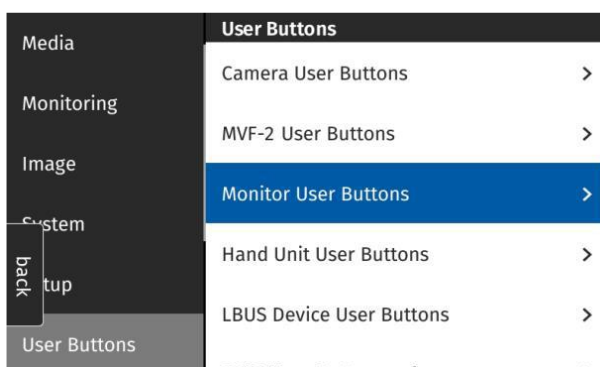 Media
Monitoring
Image
System
Setup
User Buttons
back
User Buttons
Camera User Buttons
MVF-2 User Buttons
Monitor User Buttons
Hand Unit User Buttons
LBUS Device User Buttons